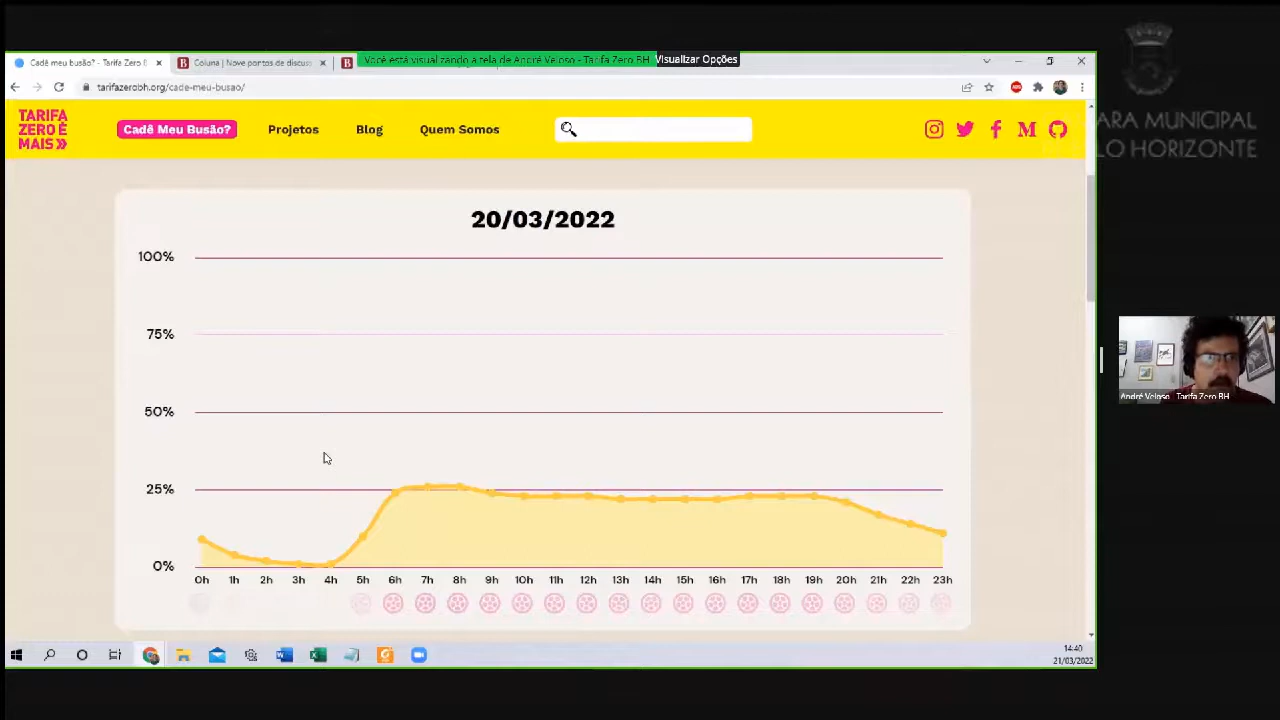 Cadê meu busão? - Tarifa Zero B
Coluna | Nove pontos de discuss
Você está visualizando a tela de André Veloso - Tarifa Zero BH
Visualizar Opções
tarifazerobh.org/cade-meu-busao/
TARIFA
ZERO É
MAIS
Cadê Meu Busão?
Projetos
Blog
Quem Somos
ARA MUNICIPAL
LO HORIZONTE
20/03/2022
100%
75%
50%
25%
0%
0h 1h 2h 3h 4h 5h 6h 7h 8h 9h 10h 11h 12h 13h 14h 15h 16h 17h 18h 19h 20h 21h 22h 23h
André Veloso - Tarifa Zero BH
14:40
21/03/2022